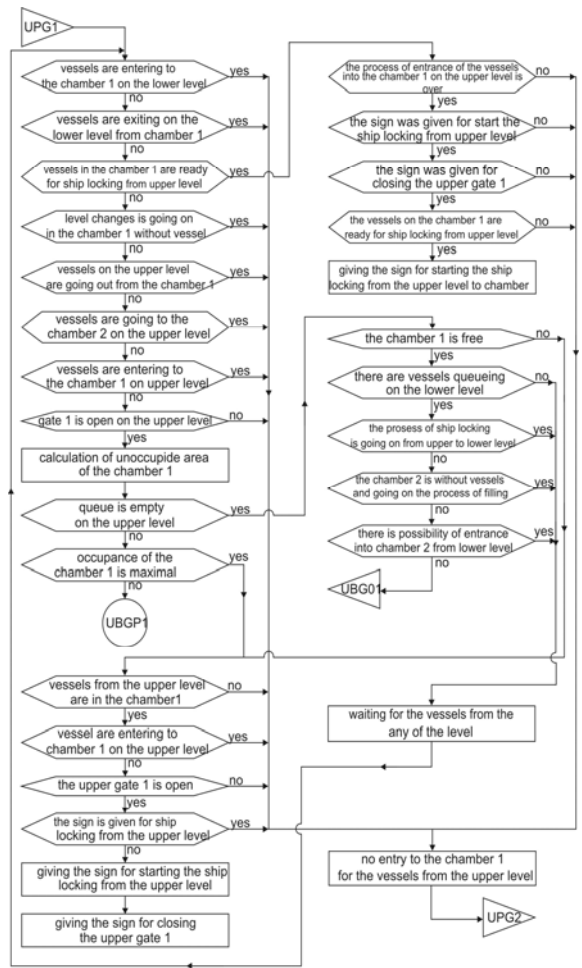 UPG1
vessels are entering to
the chamber 1 on the lower level
yes
no
vessels are exiting on the
lower level from chamber 1
yes
no
vessels in the chamber 1 are ready
for ship locking from upper level
yes
no
level changes is going on
in the chamber 1 without vessel
yes
no
vessels on the upper level
are going out from the chamber 1
yes
no
vessels are going to the
chamber 2 on the upper level
yes
no
vessels are entering to
the chamber 1 on upper level
yes
no
gate 1 is open on the upper level
no
yes
calculation of unoccupide area
of the chamber 1
queue is empty
on the upper level
yes
no
occupance of the
chamber 1 is maximal
yes
no
UBGP1
vessels from the upper level
are in the chamber1
no
yes
vessel are entering to
chamber 1 on the upper level
yes
no
the upper gate 1 is open
no
yes
the sign is given for ship
locking from the upper level
yes
no
giving the sign for starting the ship
locking from the upper level
giving the sign for closing
the upper gate 1
the process of entrance of the vessels
into the chamber 1 on the upper level is
over
no
yes
the sign was given for start the
ship locking from upper level
no
yes
the sign was given for
closing the upper gate 1
yes
the vessels on the chamber 1 are
ready for ship locking from upper level
no
yes
giving the sign for starting the ship
locking from the upper level to chamber
the chamber 1 is free
no
yes
there are vessels queueing
on the lower level
no
yes
the prosess of ship locking
is going on from upper to lower level
yes
no
the chamber 2 is without vessels
and going on the process of filling
yes
no
there is possibility of entrance
into chamber 2 from lower level
yes
no
UBG01
waiting for the vessels from the
any of the level
no entry to the chamber 1
for the vessels from the upper level
UPG2